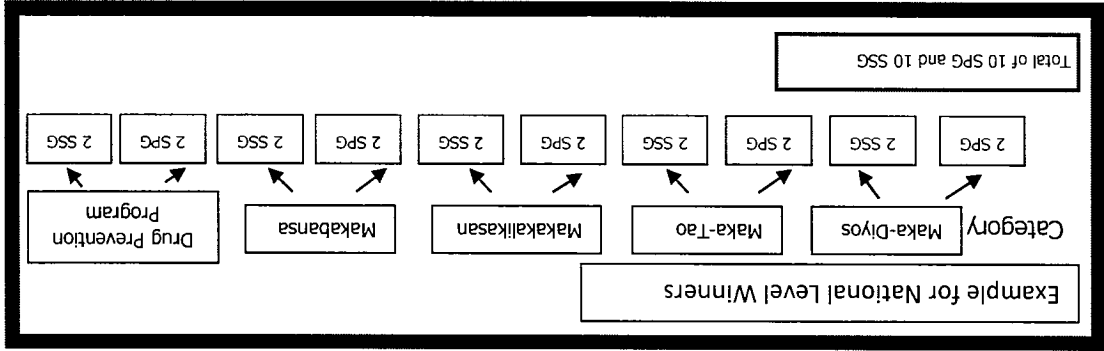 Example for National Level Winners
Category
Maka-Diyos
Maka-Tao
Makakalikasan
Makabansa
Drug Prevention
Program
2 SPG
2 SSG
2 SPG
2 SSG
2 SPG
2 SSG
2 SPG
2 SSG
2 SPG
2 SSG
Total of 10 SPG and 10 SSG